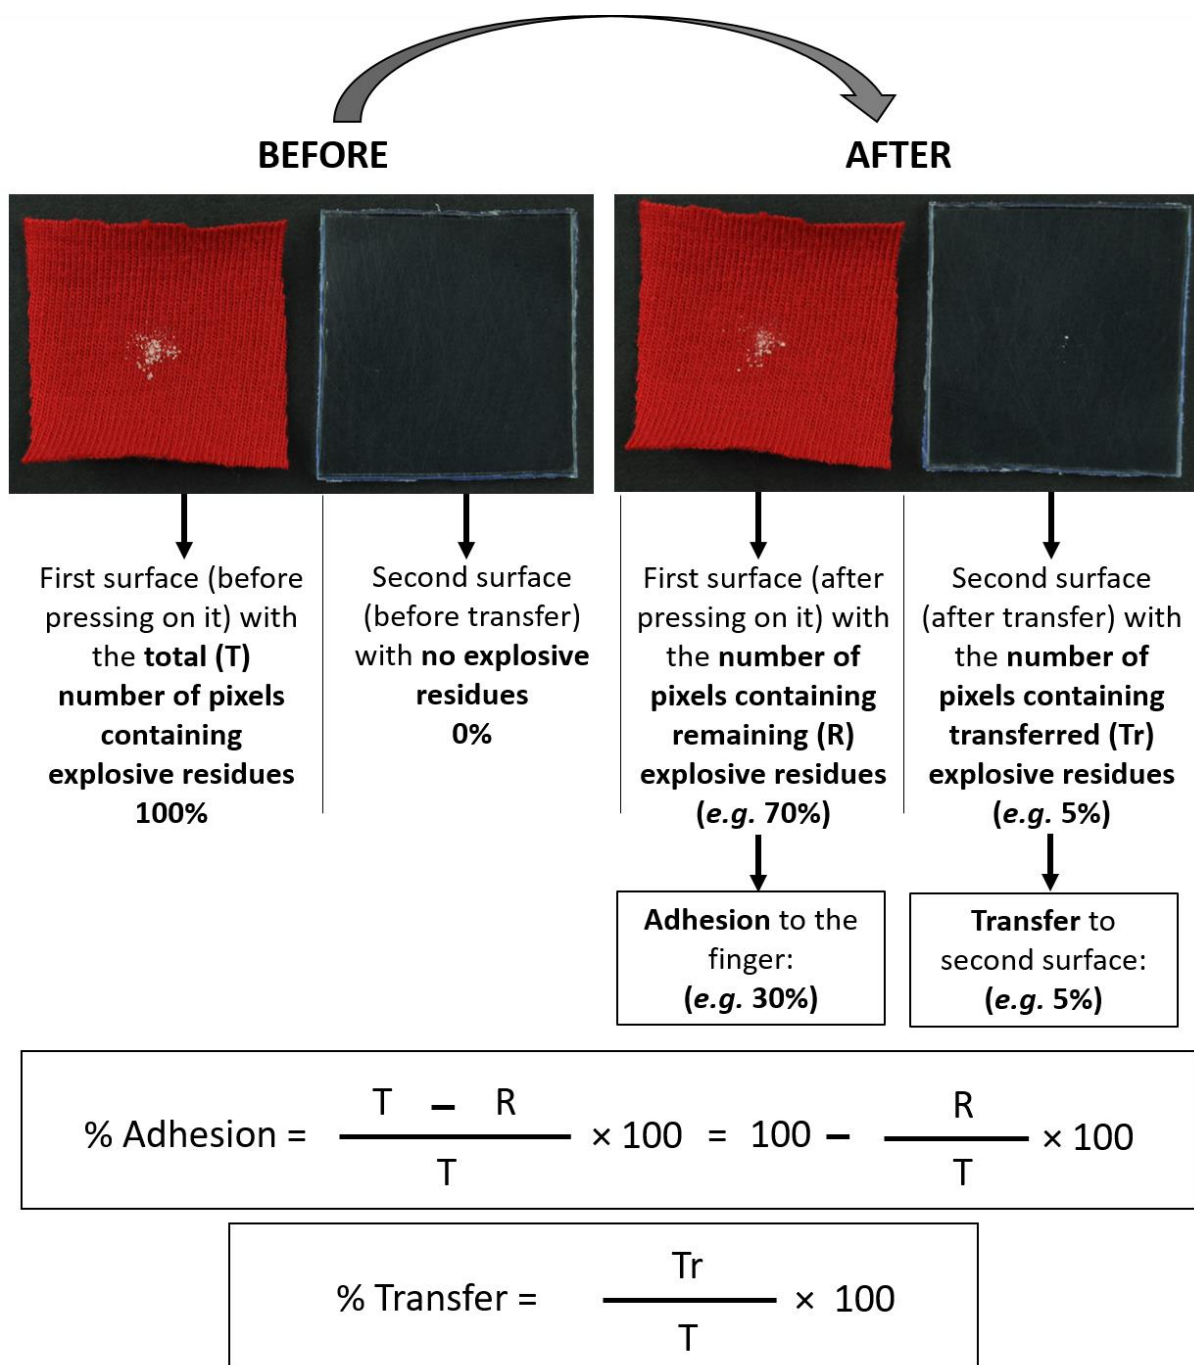 BEFORE
AFTER
First surface (before
pressing on it) with
the total (T)
number of pixels
containing
explosive residues
100%
Second surface
(before transfer)
with no explosive
residues
0%
First surface (after
pressing on it) with
the number of
pixels containing
remaining (R)
explosive residues
(e.g. 70%)
Second surface
(after transfer) with
the number of
pixels containing
transferred (Tr)
explosive residues
(e.g. 5%)
Adhesion to the
finger:
(e.g. 30%)
Transfer to
second surface:
(e.g. 5%)
% Adhesion = T – R / T × 100 = 100 – R / T × 100
% Transfer = Tr / T × 100